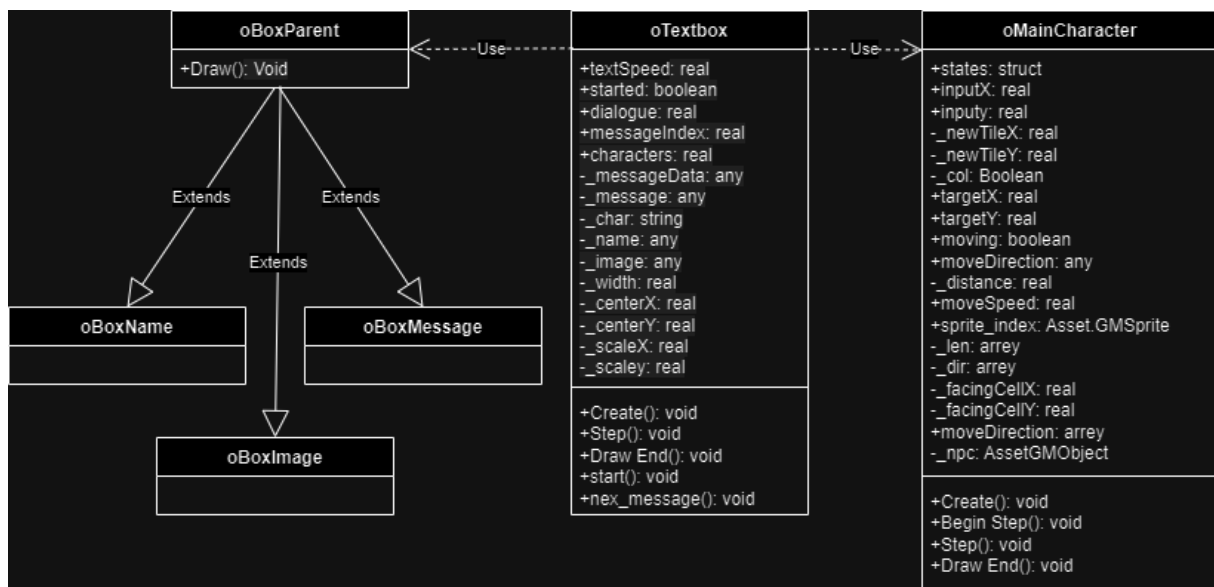 oBoxParent
+Draw(): Void
Use
Extends
Extends
Extends
oBoxName
oBoxMessage
oBoxImage
oTextbox
+textSpeed: real
+started: boolean
+dialogue: real
+messageIndex: real
+characters: real
-_messageData: any
-_message: any
-_char: string
-_name: any
-_image: any
-_width: real
-_centerX: real
-_centerY: real
-_scaleX: real
-_scaley: real
+Create(): void
+Step(): void
+Draw End(): void
+start(): void
+nex_message(): void
Use
oMainCharacter
+states: struct
+inputX: real
+inputy: real
-_newTileX: real
-_newTileY: real
-_col: Boolean
+targetX: real
+targetY: real
+moving: boolean
+moveDirection: any
-_distance: real
+moveSpeed: real
+sprite_index: Asset.GMSprite
-_len: arrey
-_dir: arrey
-_facingCellX: real
-_facingCellY: real
+moveDirection: arrey
-_npc: AssetGMObject
+Create(): void
+Begin Step(): void
+Step(): void
+Draw End(): void